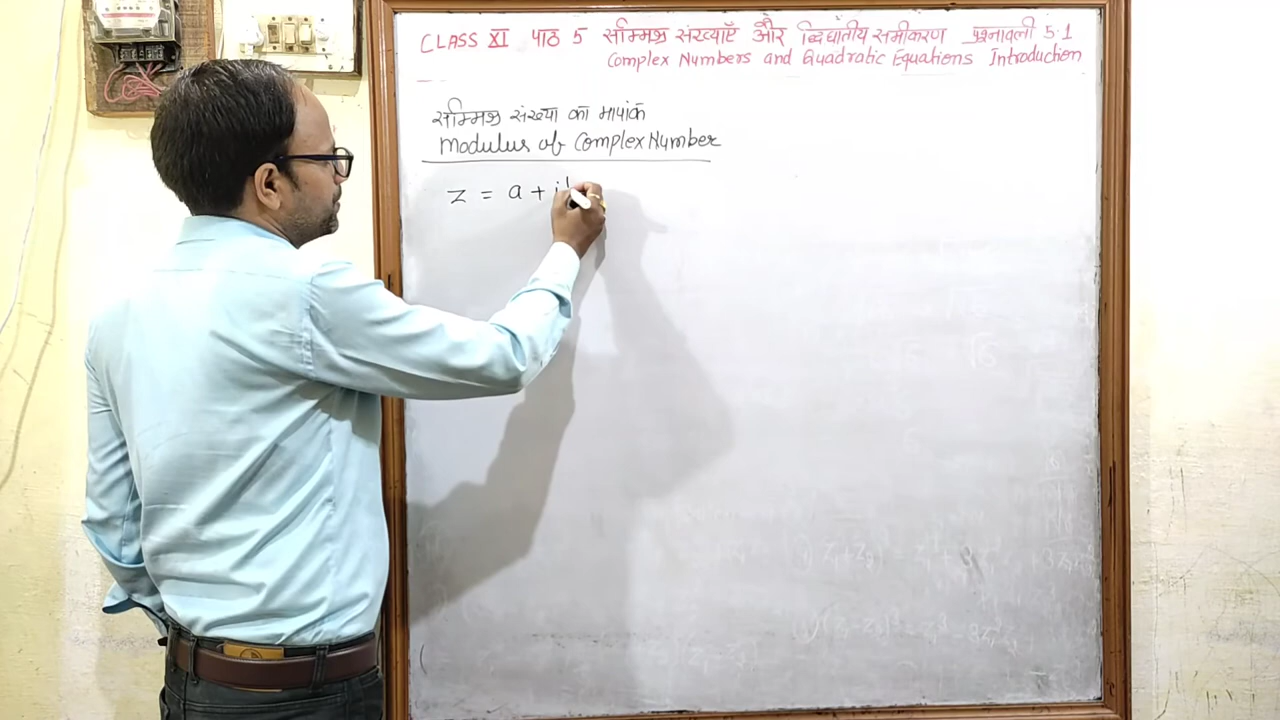 CLASS XI पाठ 5 सम्मिश्र संख्याएँ और द्विघातीय समीकरण प्रश्नावली 5.1
Complex Numbers and Quadratic Equations Introduction
सम्मिश्र संख्या का मापांक
Modulus of Complex Number
z = a + i